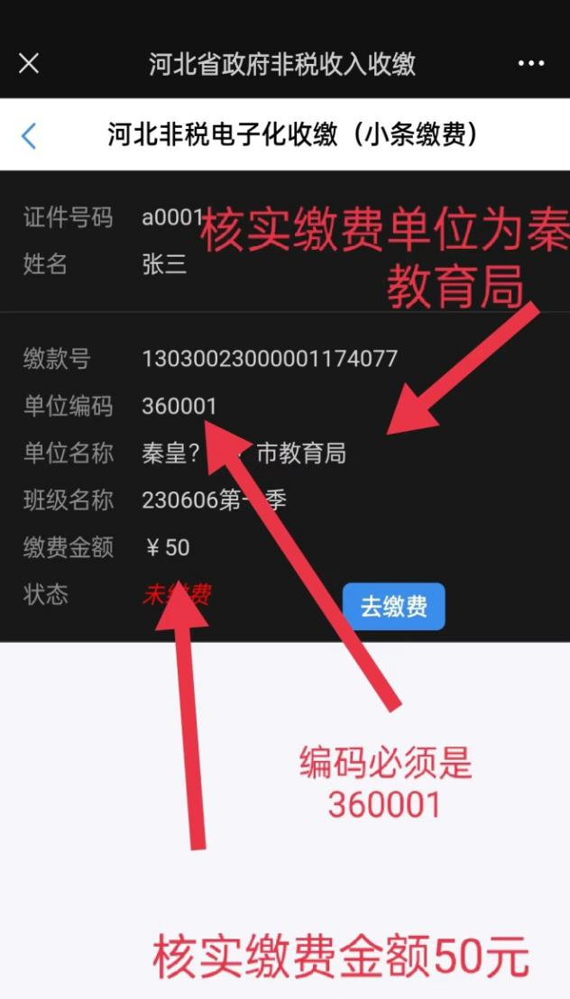 河北省政府非税收入收缴
河北非税电子化收缴（小条缴费）
证件号码 a0001
核实缴费单位为秦
姓名 张三
教育局
缴款号 13030023000001174077
单位编码 360001
单位名称 秦皇? 市教育局
班级名称 230606第一季
缴费金额 ￥50
状态 未缴费
去缴费
编码必须是
360001
核实缴费金额50元